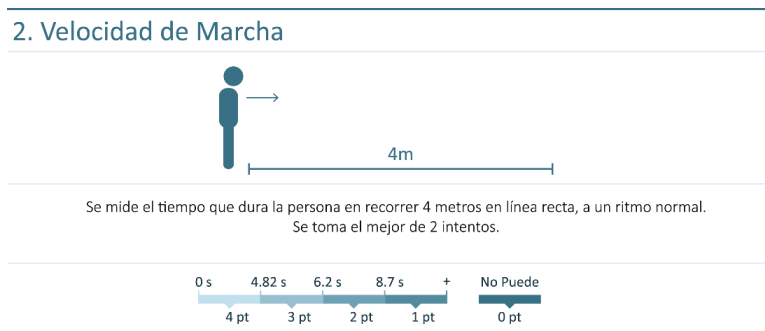 2. Velocidad de Marcha
4m
Se mide el tiempo que dura la persona en recorrer 4 metros en línea recta, a un ritmo normal.
Se toma el mejor de 2 intentos.
0 s 4.82 s 6.2 s 8.7 s + No Puede
4 pt 3 pt 2 pt 1 pt 0 pt